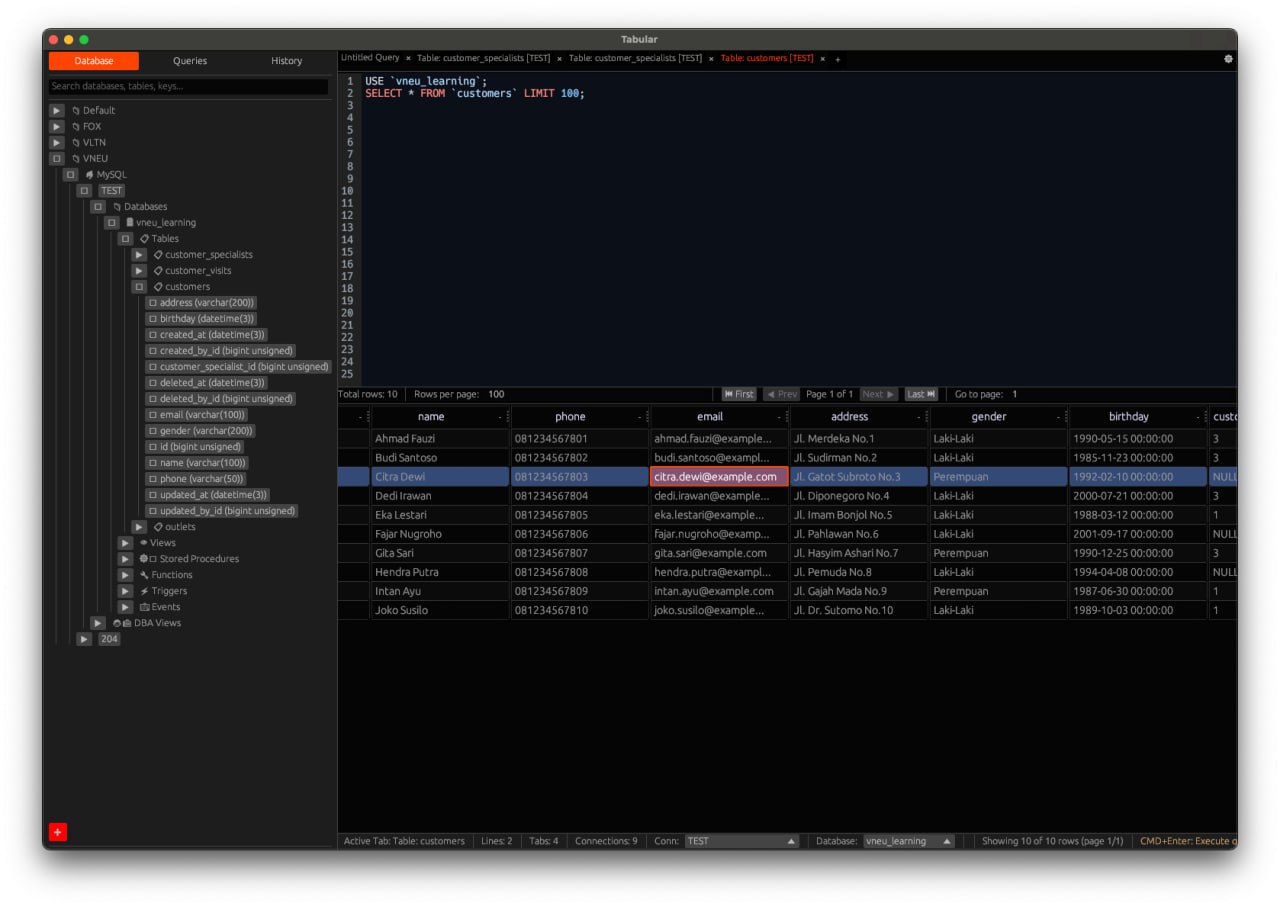 Tabular
Database Queries History
Search databases, tables, keys...
Default
FOX
VLTN
VNEU
MySQL
TEST
Databases
vneu_learning
Tables
customer_specialists
customer_visits
customers
address (varchar(200))
birthday (datetime(3))
created_at (datetime(3))
created_by_id (bigint unsigned)
customer_specialist_id (bigint unsigned)
deleted_at (datetime(3))
deleted_by_id (bigint unsigned)
email (varchar(100))
gender (varchar(200))
id (bigint unsigned)
name (varchar(100))
phone (varchar(50))
updated_at (datetime(3))
updated_by_id (bigint unsigned)
outlets
Views
Stored Procedures
Functions
Triggers
Events
DBA Views
204
+
Untitled Query × Table: customer_specialists [TEST] × Table: customer_specialists [TEST] × Table: customers [TEST] × +
1 USE `vneu_learning`;
2 SELECT * FROM `customers` LIMIT 100;
3
4
5
6
7
8
9
10
11
12
13
14
15
16
17
18
19
20
21
22
23
24
25
Total rows: 10 Rows per page: 100 First Prev Page 1 of 1 Next Last Go to page: 1
- name - phone - email - address - gender - birthday - custo
Ahmad Fauzi 081234567801 ahmad.fauzi@example... Jl. Merdeka No.1 Laki-Laki 1990-05-15 00:00:00 3
Budi Santoso 081234567802 budi.santoso@exampl... Jl. Sudirman No.2 Laki-Laki 1985-11-23 00:00:00 3
Citra Dewi 081234567803 citra.dewi@example.com Jl. Gatot Subroto No.3 Perempuan 1992-02-10 00:00:00 NULL
Dedi Irawan 081234567804 dedi.irawan@example... Jl. Diponegoro No.4 Laki-Laki 2000-07-21 00:00:00 3
Eka Lestari 081234567805 eka.lestari@example... Jl. Imam Bonjol No.5 Laki-Laki 1988-03-12 00:00:00 1
Fajar Nugroho 081234567806 fajar.nugroho@examp... Jl. Pahlawan No.6 Laki-Laki 2001-09-17 00:00:00 NULL
Gita Sari 081234567807 gita.sari@example.com Jl. Hasyim Ashari No.7 Perempuan 1990-12-25 00:00:00 3
Hendra Putra 081234567808 hendra.putra@example... Jl. Pemuda No.8 Laki-Laki 1994-04-08 00:00:00 NULL
Intan Ayu 081234567809 intan.ayu@example.com Jl. Gajah Mada No.9 Perempuan 1987-06-30 00:00:00 1
Joko Susilo 081234567810 joko.susilo@example... Jl. Dr. Sutomo No.10 Laki-Laki 1989-10-03 00:00:00 1
Active Tab: Table: customers Lines: 2 Tabs: 4 Connections: 9 Conn: TEST Database: vneu_learning Showing 10 of 10 rows (page 1/1) CMD+Enter: Execute